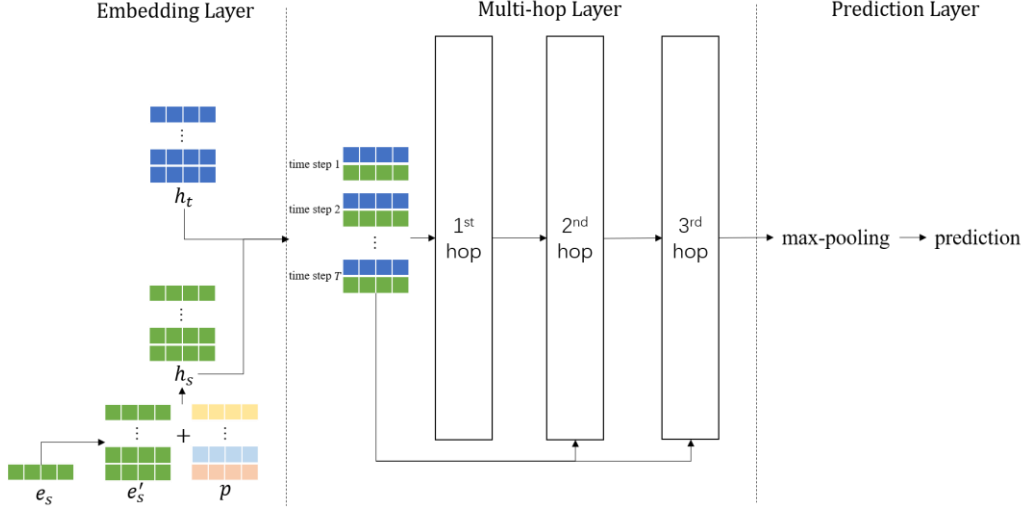 Embedding Layer
Multi-hop Layer
Prediction Layer
h_t
h_s
e_s
e'_s
+
p
time step 1
time step 2
time step T
1st
hop
2nd
hop
3rd
hop
max-pooling
prediction